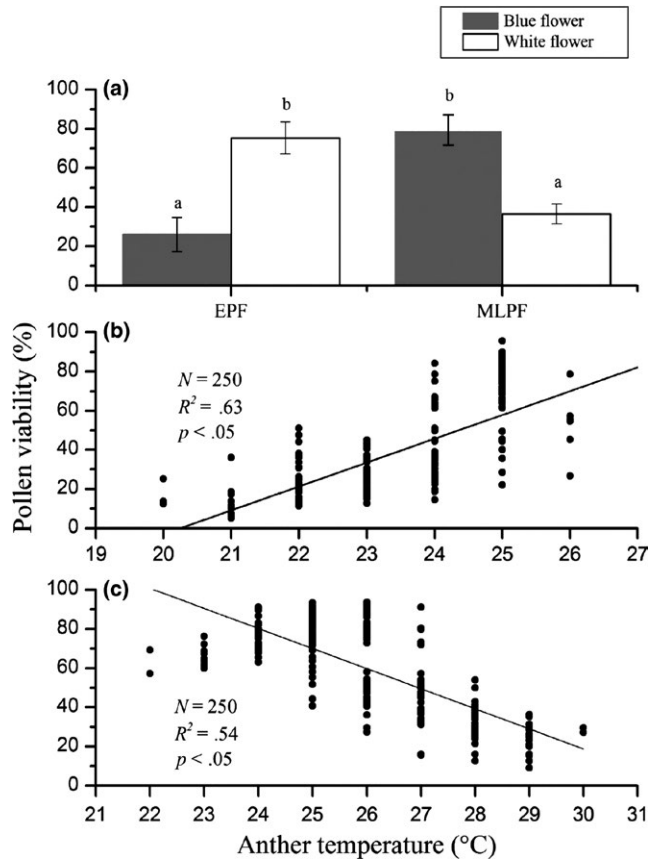 Blue flower
White flower
(a)
100
80
60
40
20
0
b
b
a
a
EPF MLPF
Pollen viability (%)
(b)
100
80
60
40
20
0
N = 250
R² = .63
p < .05
19 20 21 22 23 24 25 26 27
(c)
100
80
60
40
20
0
N = 250
R² = .54
p < .05
21 22 23 24 25 26 27 28 29 30 31
Anther temperature (°C)